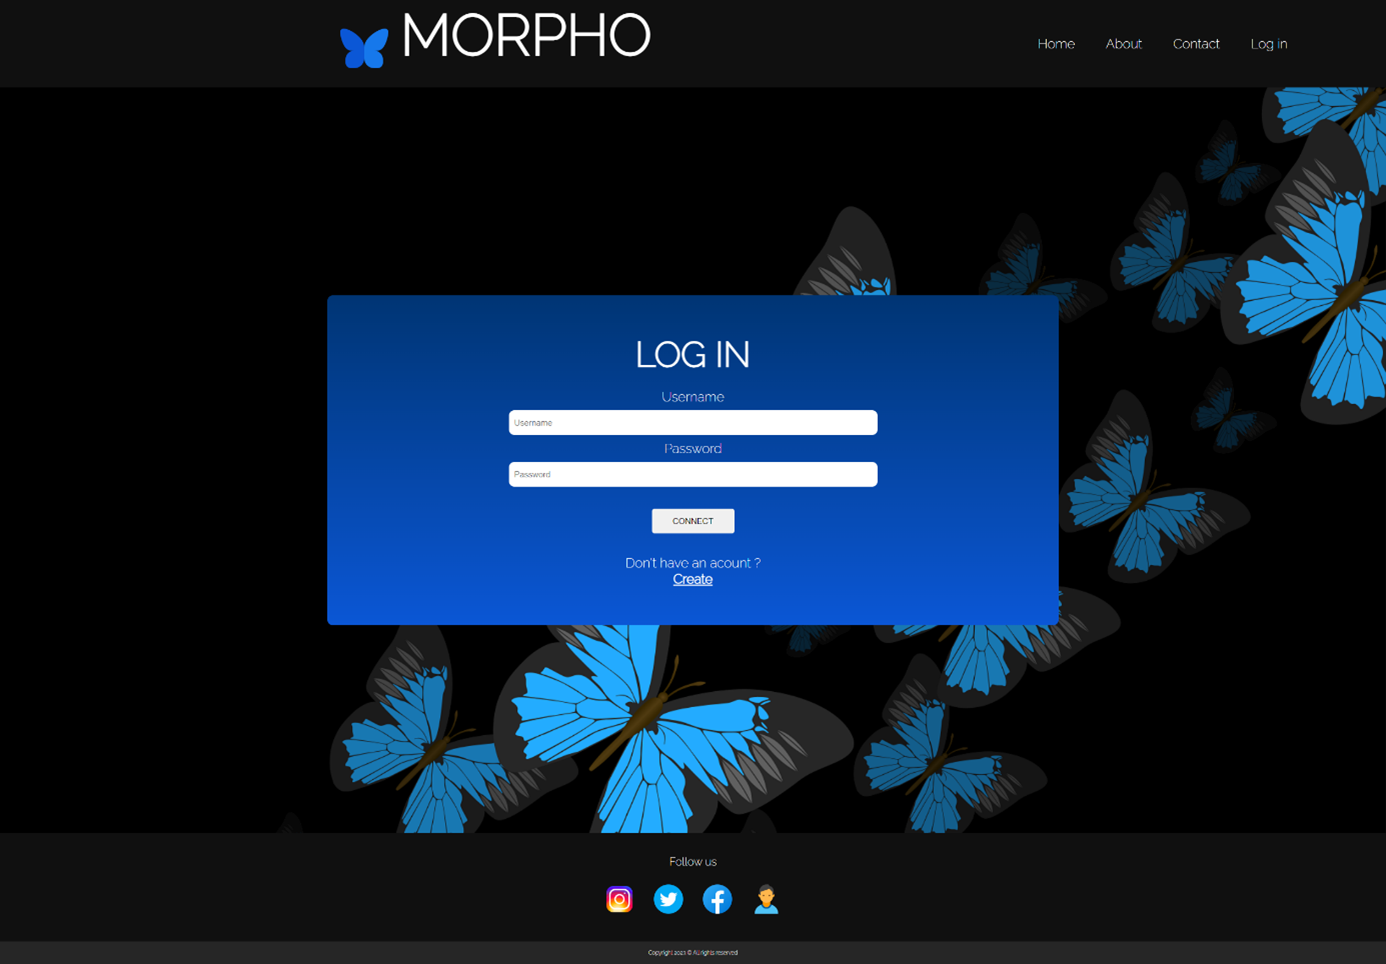 MORPHO
Home About Contact Log in
LOG IN
Username
Username
Password
Password
CONNECT
Don't have an acount ?
Create
Follow us
Copyright 2023 © All rights reserved